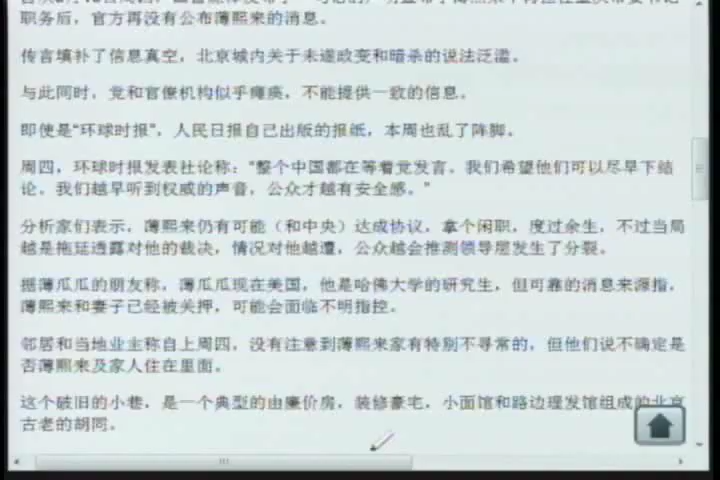 职务后，官方再没有公布薄熙来的消息。
传言填补了信息真空，北京城内关于未遂政变和暗杀的说法泛滥。
与此同时，党和官僚机构似乎瘫痪，不能提供一致的信息。
即使是“环球时报”，人民日报自己出版的报纸，本周也乱了阵脚。
周四，环球时报发表社论称：“整个中国都在等着党发言。我们希望他们可以尽早下结
论。我们越早听到权威的声音，公众才越有安全感。”
分析家们表示，薄熙来仍有可能（和中央）达成协议，拿个闲职，度过余生，不过当局
越是拖延透露对他的裁决，情况对他越遭，公众越会推测领导层发生了分裂。
据薄瓜瓜的朋友称，薄瓜瓜现在美国，他是哈佛大学的研究生，但可靠的消息来源指，
薄熙来和妻子已经被关押，可能会面临不明指控。
邻居和当地业主称自上周四，没有注意到薄熙来家有特别不寻常的，但他们说不确定是
否薄熙来及家人住在里面。
这个破旧的小巷，是一个典型的由廉价房，装修豪宅，小面馆和路边理发馆组成的北京
古老的胡同。